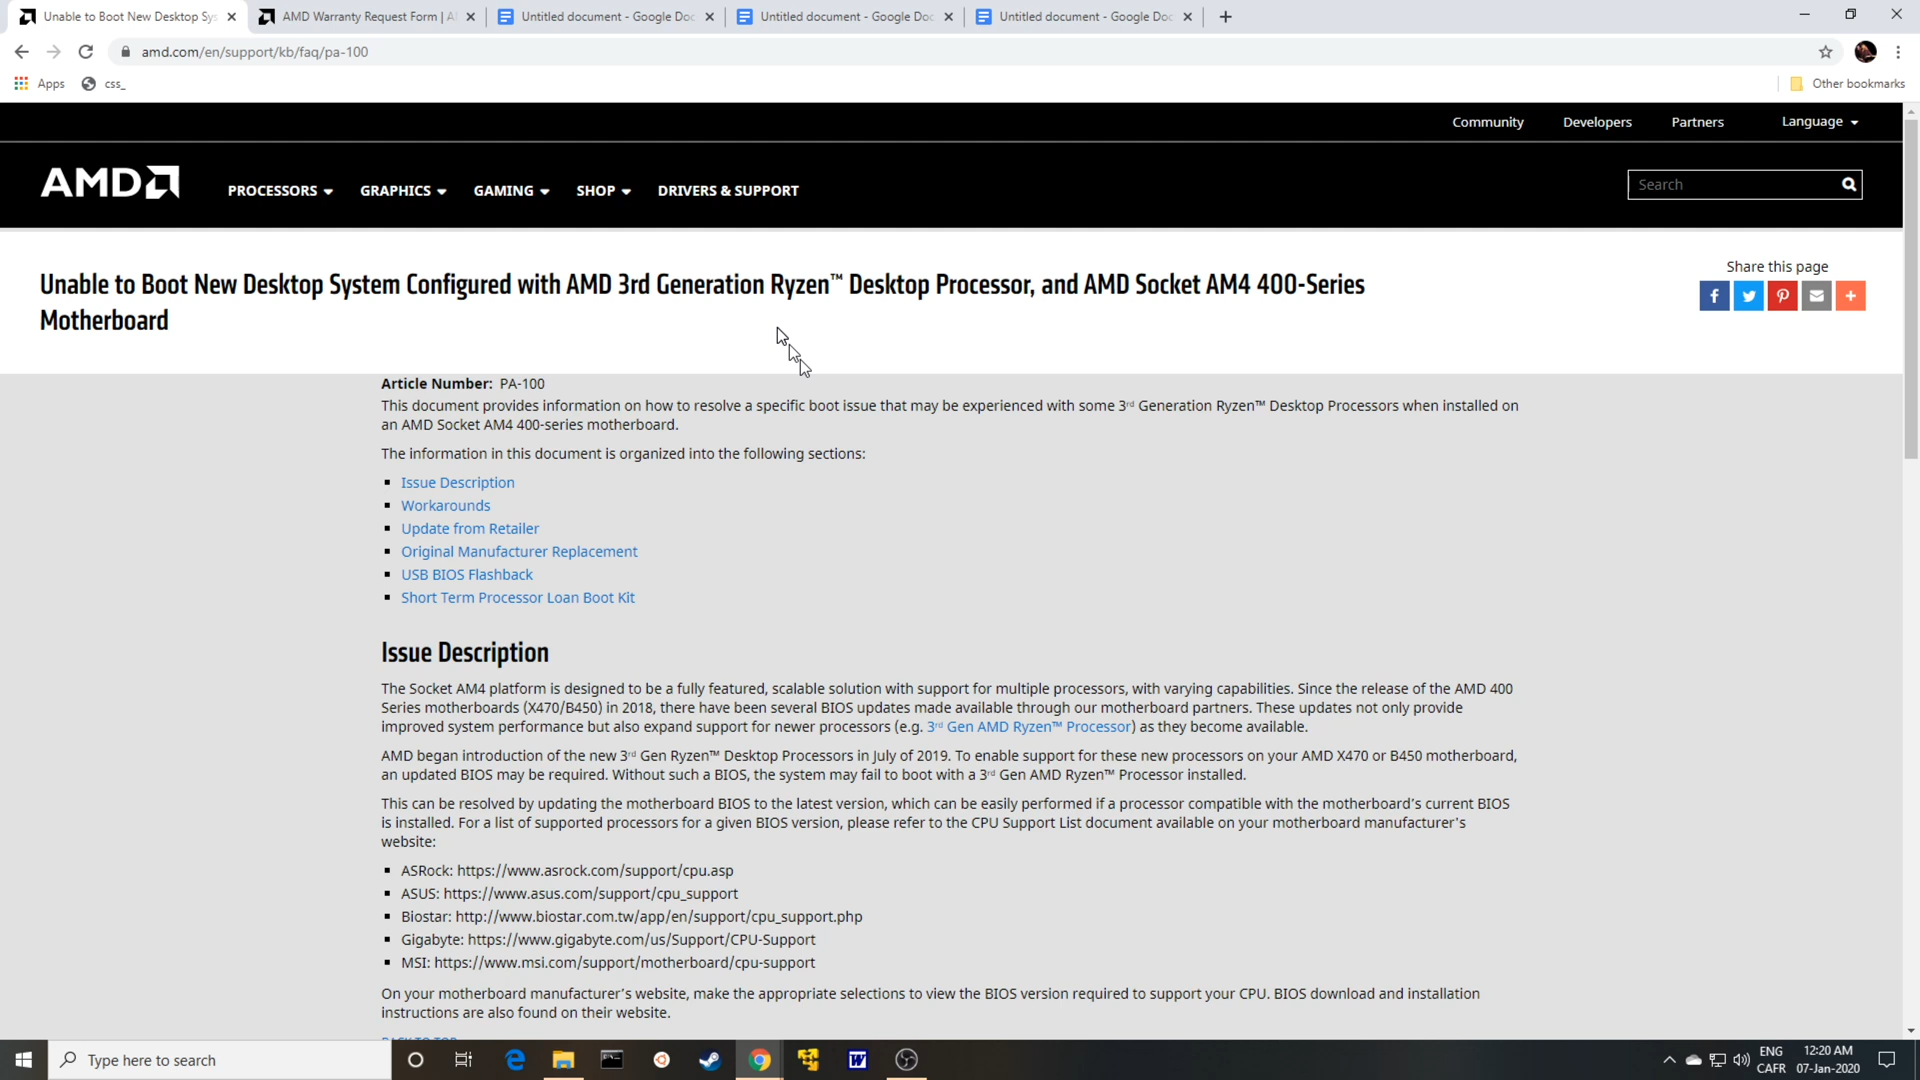 Unable to Boot New Desktop Sys
AMD Warranty Request Form | A
Untitled document - Google Doc
Untitled document - Google Doc
Untitled document - Google Doc
amd.com/en/support/kb/faq/pa-100
Apps
css_
Other bookmarks
Community
Developers
Partners
Language
AMD
PROCESSORS
GRAPHICS
GAMING
SHOP
DRIVERS & SUPPORT
Search
Unable to Boot New Desktop System Configured with AMD 3rd Generation Ryzen™ Desktop Processor, and AMD Socket AM4 400-Series
Motherboard
Share this page
Article Number: PA-100
This document provides information on how to resolve a specific boot issue that may be experienced with some 3rd Generation Ryzen™ Desktop Processors when installed on
an AMD Socket AM4 400-series motherboard.
The information in this document is organized into the following sections:
Issue Description
Workarounds
Update from Retailer
Original Manufacturer Replacement
USB BIOS Flashback
Short Term Processor Loan Boot Kit
Issue Description
The Socket AM4 platform is designed to be a fully featured, scalable solution with support for multiple processors, with varying capabilities. Since the release of the AMD 400
Series motherboards (X470/B450) in 2018, there have been several BIOS updates made available through our motherboard partners. These updates not only provide
improved system performance but also expand support for newer processors (e.g. 3rd Gen AMD Ryzen™ Processor) as they become available.
AMD began introduction of the new 3rd Gen Ryzen™ Desktop Processors in July of 2019. To enable support for these new processors on your AMD X470 or B450 motherboard,
an updated BIOS may be required. Without such a BIOS, the system may fail to boot with a 3rd Gen AMD Ryzen™ Processor installed.
This can be resolved by updating the motherboard BIOS to the latest version, which can be easily performed if a processor compatible with the motherboard's current BIOS
is installed. For a list of supported processors for a given BIOS version, please refer to the CPU Support List document available on your motherboard manufacturer's
website:
ASRock: https://www.asrock.com/support/cpu.asp
ASUS: https://www.asus.com/support/cpu_support
Biostar: http://www.biostar.com.tw/app/en/support/cpu_support.php
Gigabyte: https://www.gigabyte.com/us/Support/CPU-Support
MSI: https://www.msi.com/support/motherboard/cpu-support
On your motherboard manufacturer's website, make the appropriate selections to view the BIOS version required to support your CPU. BIOS download and installation
instructions are also found on their website.
BACK TO TOP
Type here to search
ENG
CAFR
12:20 AM
07-Jan-2020